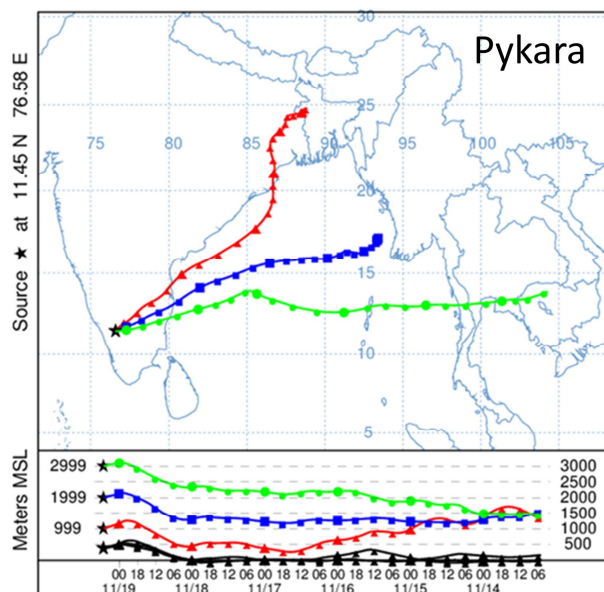 Pykara
Source ★ at 11.45 N 76.58 E
30
25
75 80 85 90 95 100 105
20
15
10
5
Meters MSL
2999 3000
2500
1999 2000
1500
999 1000
500
00 18 12 06 00 18 12 06 00 18 12 06 00 18 12 06 00 18 12 06 00 18 12 06
11/19 11/18 11/17 11/16 11/15 11/14